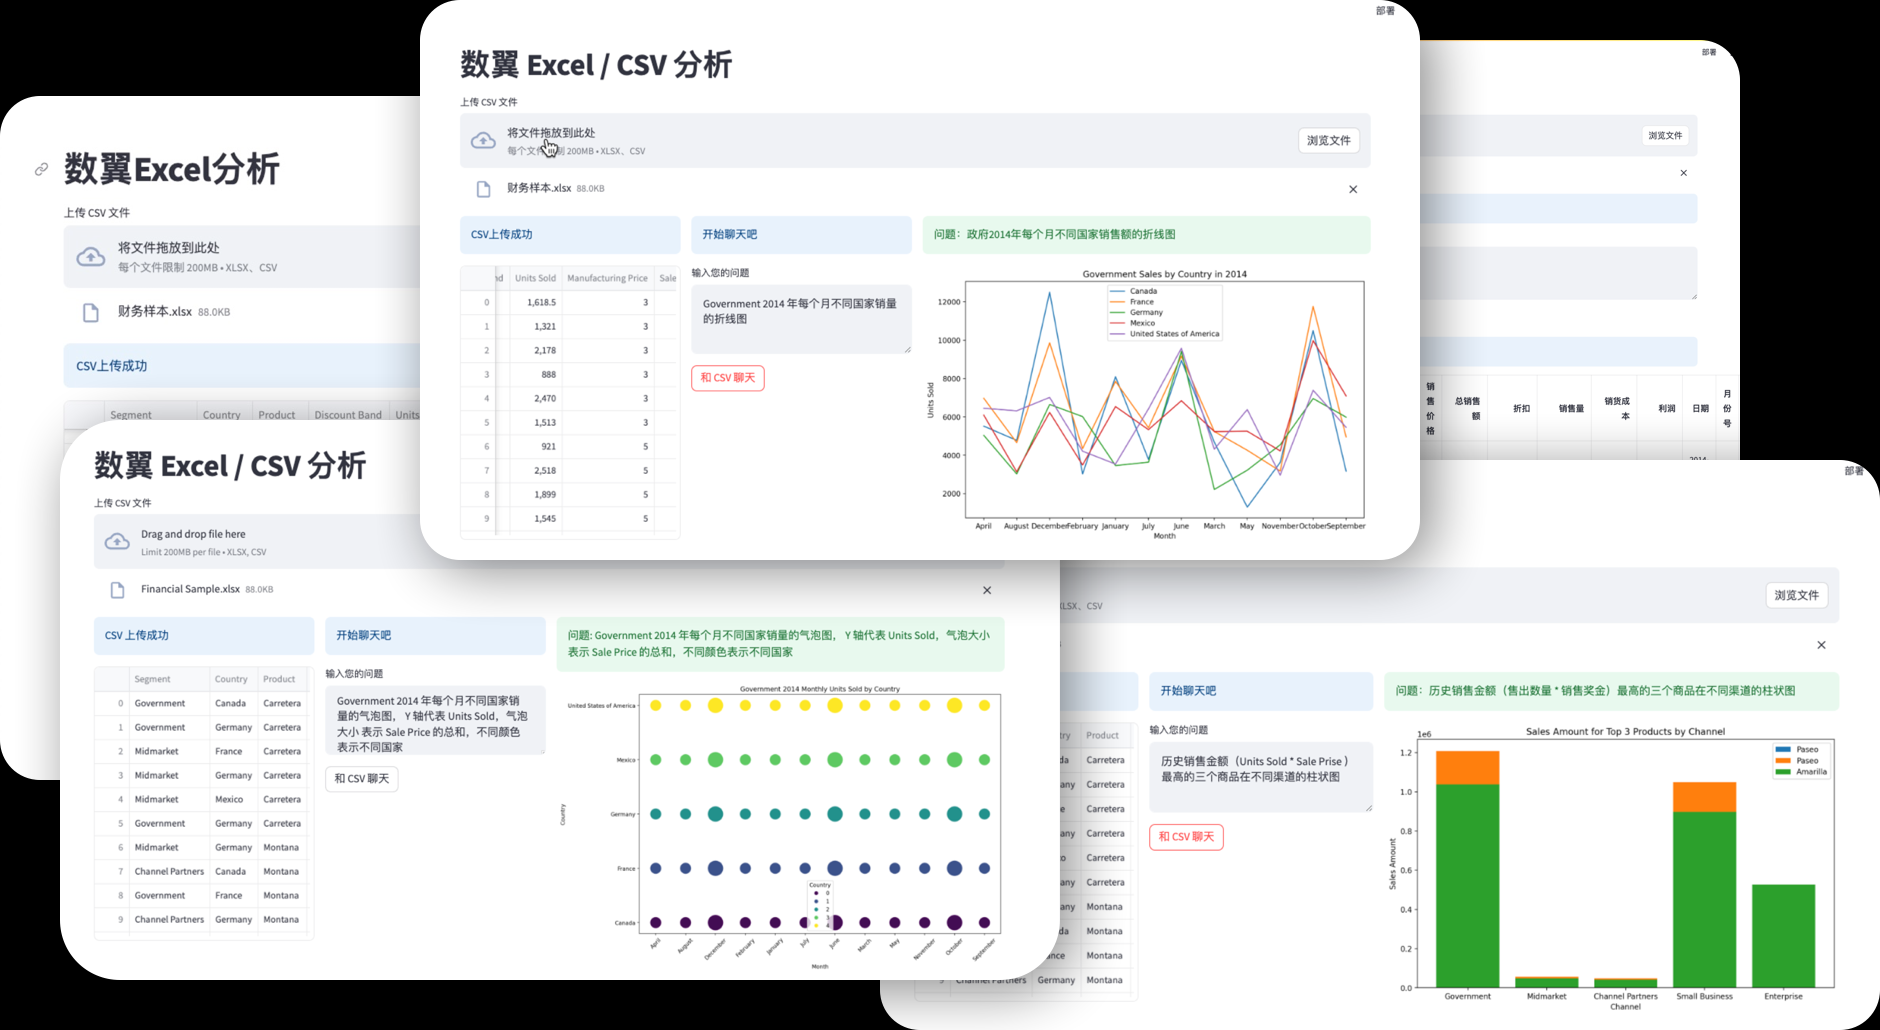 部署
数翼 Excel / CSV 分析
上传 CSV 文件
将文件拖放到此处
200MB • XLSX、CSV
浏览文件
财务样本.xlsx 88.0KB
CSV上传成功
开始聊天吧
问题：政府2014年每个月不同国家销售额的折线图
Units Sold Manufacturing Price Sale
0 1,618.5 3
1 1,321 3
2 2,178 3
3 888 3
4 2,470 3
5 1,513 3
6 921 5
7 2,518 5
8 1,899 5
9 1,545 5
输入您的问题
Government 2014 年每个月不同国家销量
的折线图
和 CSV 聊天
Government Sales by Country in 2014
Canada
France
Germany
Mexico
United States of America
12000
10000
8000
6000
4000
2000
Units Sold
April August December February January July June March May November October September
Month
数翼Excel分析
上传 CSV 文件
将文件拖放到此处
每个文件限制 200MB • XLSX、CSV
财务样本.xlsx 88.0KB
CSV上传成功
Segment Country Product Discount Band Units
部署
浏览文件
销售价格 总销售额 折扣 销售量 销货成本 利润 日期 月份号
数翼 Excel / CSV 分析
上传 CSV 文件
Drag and drop file here
Limit 200MB per file • XLSX, CSV
Financial Sample.xlsx 88.0KB
CSV 上传成功
开始聊天吧
问题: Government 2014 年每个月不同国家销量的气泡图， Y 轴代表 Units Sold，气泡大小
表示 Sale Price 的总和，不同颜色表示不同国家
Segment Country Product
0 Government Canada Carretera
1 Government Germany Carretera
2 Midmarket France Carretera
3 Midmarket Germany Carretera
4 Midmarket Mexico Carretera
5 Government Germany Carretera
6 Midmarket Germany Montana
7 Channel Partners Canada Montana
8 Government France Montana
9 Channel Partners Germany Montana
输入您的问题
Government 2014 年每个月不同国家销
量的气泡图， Y 轴代表 Units Sold，气泡
大小 表示 Sale Price 的总和，不同颜色
表示不同国家
和 CSV 聊天
Government 2014 Monthly Units Sold by Country
United States of America
Mexico
Germany
France
Canada
Country
Country
0
1
2
3
4
April August December February January July June March May November October September
Month
部署
XLSX、CSV
浏览文件
开始聊天吧
问题：历史销售金额（售出数量 * 销售奖金）最高的三个商品在不同渠道的柱状图
Product
Carretera
Carretera
Carretera
Carretera
Carretera
Carretera
Montana
Montana
Montana
9 Channel Partners Germany Montana
输入您的问题
历史销售金额（Units Sold * Sale Prise ）
最高的三个商品在不同渠道的柱状图
和 CSV 聊天
Sales Amount for Top 3 Products by Channel
1e6
Paseo
Paseo
Amarilla
1.2
1.0
0.8
0.6
0.4
0.2
0.0
Sales Amount
Government Midmarket Channel Partners Small Business Enterprise
Channel